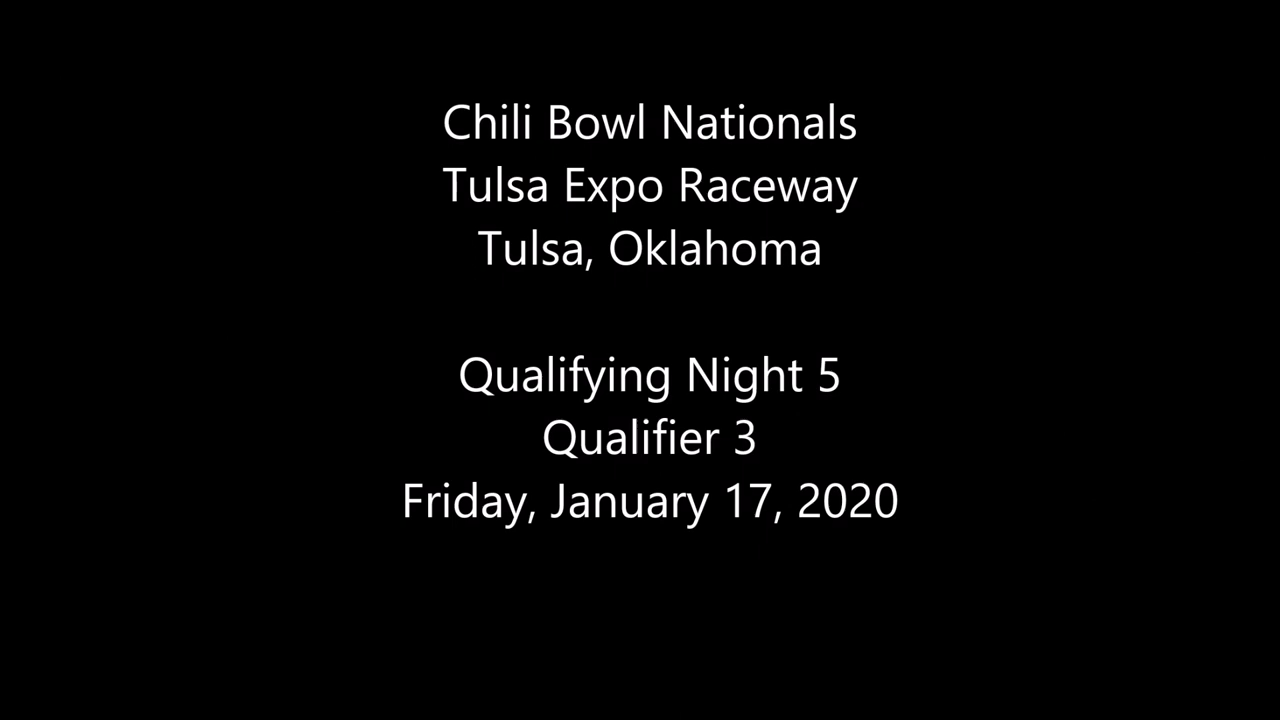 Chili Bowl Nationals
Tulsa Expo Raceway
Tulsa, Oklahoma
Qualifying Night 5
Qualifier 3
Friday, January 17, 2020